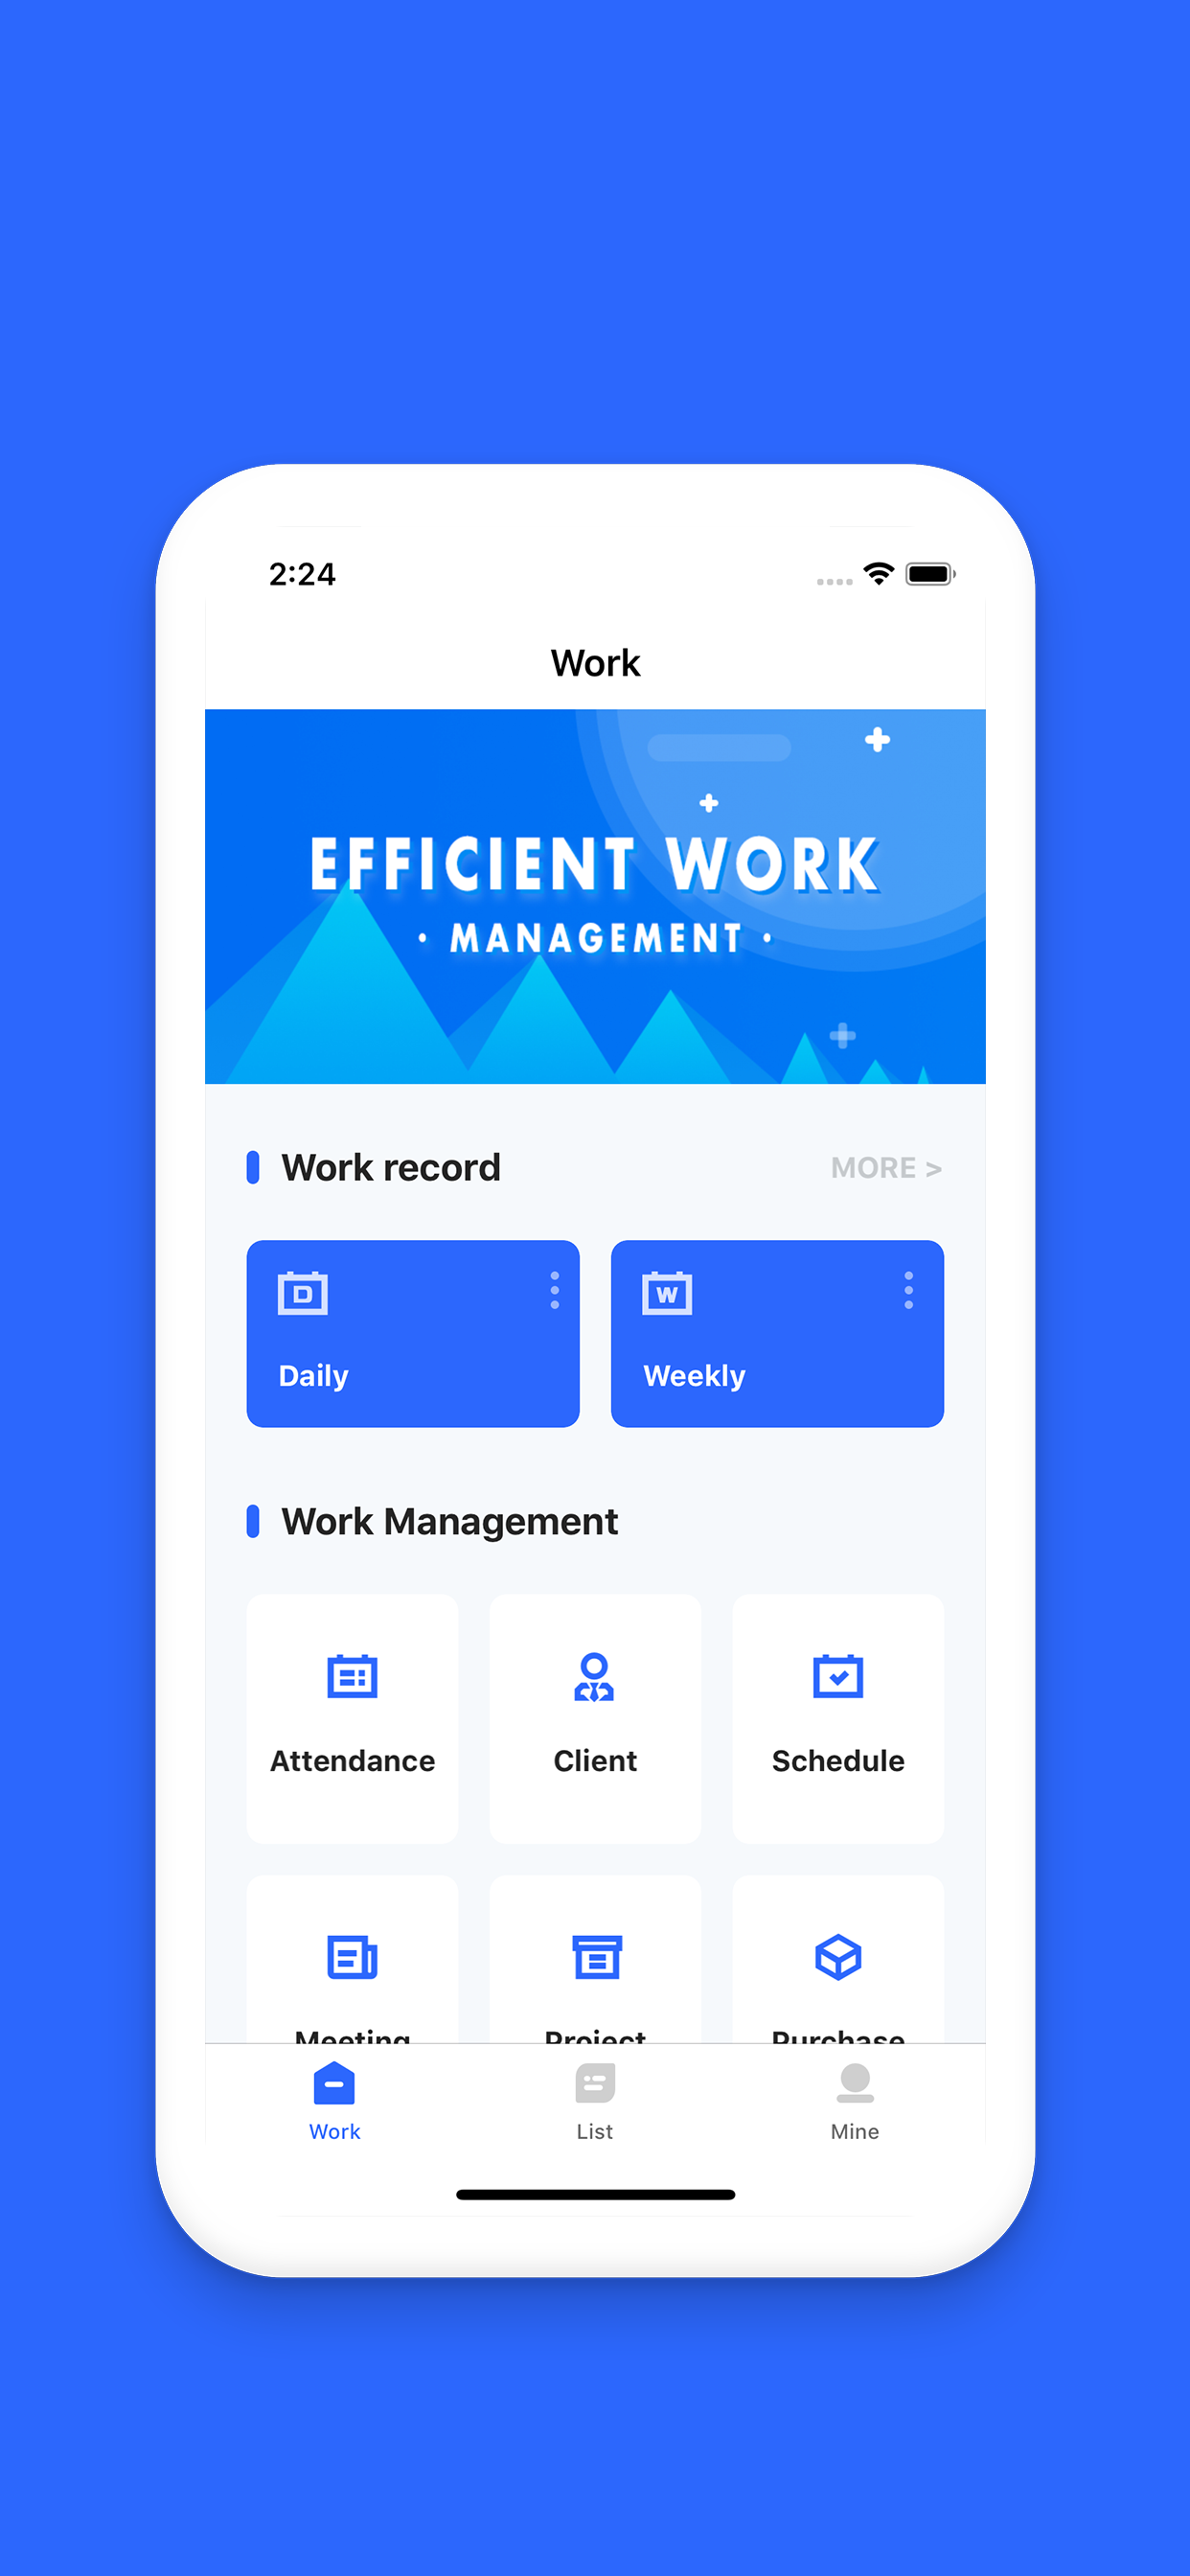 2:24
Work
EFFICIENT WORK
· MANAGEMENT ·
Work record MORE >
D W
Daily Weekly
Work Management
Attendance Client Schedule
Meeting Project Purchase
Work List Mine